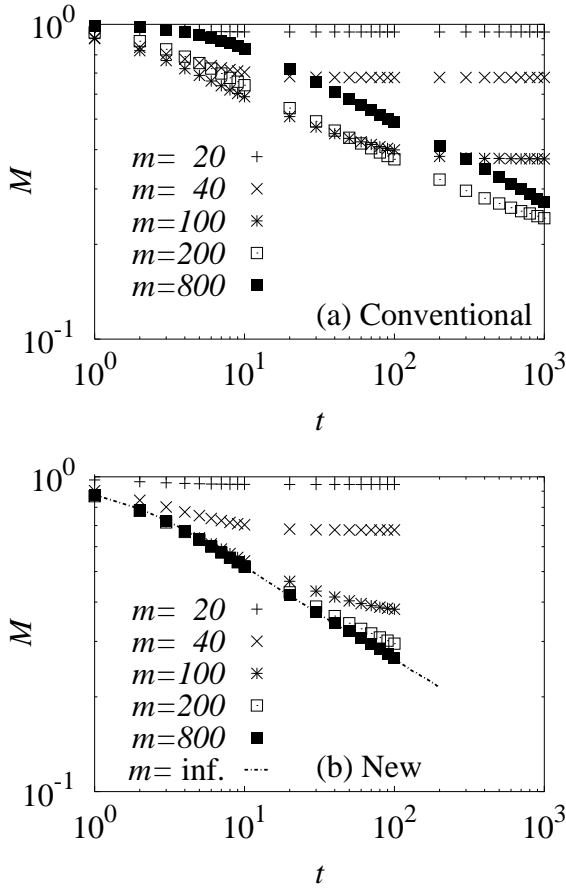 10^0
M
m= 20
m= 40
m=100
m=200
m=800
(a) Conventional
10^-1
10^0 10^1 10^2 10^3
t
10^0
M
m= 20
m= 40
m=100
m=200
m=800
m= inf.
(b) New
10^-1
10^0 10^1 10^2 10^3
t